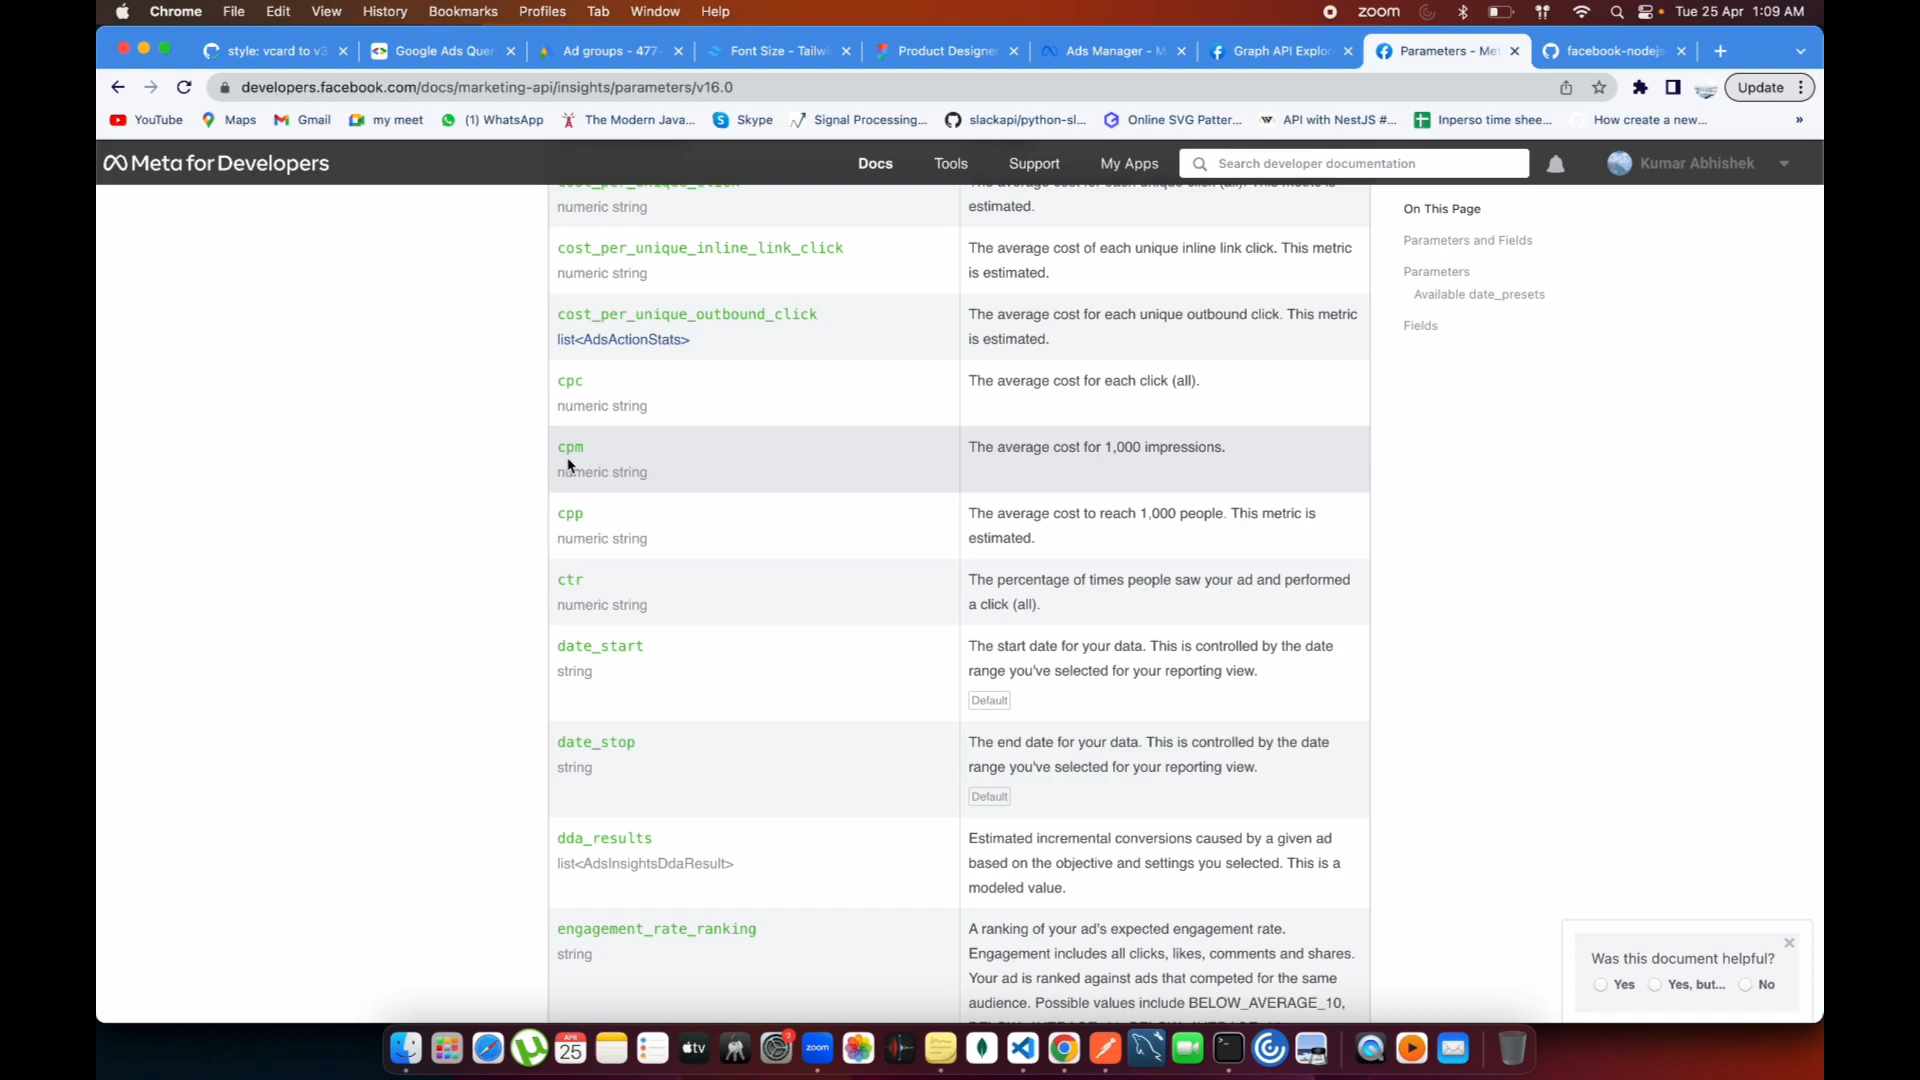 Chrome File Edit View History Bookmarks Profiles Tab Window Help zoom Tue 25 Apr 1:09 AM
style: vcard to v3 Google Ads Que Ad groups - 477- Font Size - Tailwi Product Designe Ads Manager - M Graph API Explo Parameters - Met facebook-nodejs
developers.facebook.com/docs/marketing-api/insights/parameters/v16.0 Update
YouTube Maps Gmail my meet (1) WhatsApp The Modern Java... Skype Signal Processing... slackapi/python-sl... Online SVG Patter... API with NestJS #... Inperso time shee... How create a new... »
Meta for Developers Docs Tools Support My Apps Search developer documentation Kumar Abhishek
cost_per_unique_click
numeric string estimated.
cost_per_unique_inline_link_click The average cost of each unique inline link click. This metric
numeric string is estimated.
cost_per_unique_outbound_click The average cost for each unique outbound click. This metric
list<AdsActionStats> is estimated.
cpc The average cost for each click (all).
numeric string
cpm The average cost for 1,000 impressions.
numeric string
cpp The average cost to reach 1,000 people. This metric is
numeric string estimated.
ctr The percentage of times people saw your ad and performed
numeric string a click (all).
date_start The start date for your data. This is controlled by the date
string range you've selected for your reporting view.
Default
date_stop The end date for your data. This is controlled by the date
string range you've selected for your reporting view.
Default
dda_results Estimated incremental conversions caused by a given ad
list<AdsInsightsDdaResult> based on the objective and settings you selected. This is a
modeled value.
engagement_rate_ranking A ranking of your ad's expected engagement rate.
string Engagement includes all clicks, likes, comments and shares.
Your ad is ranked against ads that competed for the same
audience. Possible values include BELOW_AVERAGE_10,
On This Page
Parameters and Fields
Parameters
Available date_presets
Fields
Was this document helpful?
Yes Yes, but... No
APR
25
tv
2
zoom